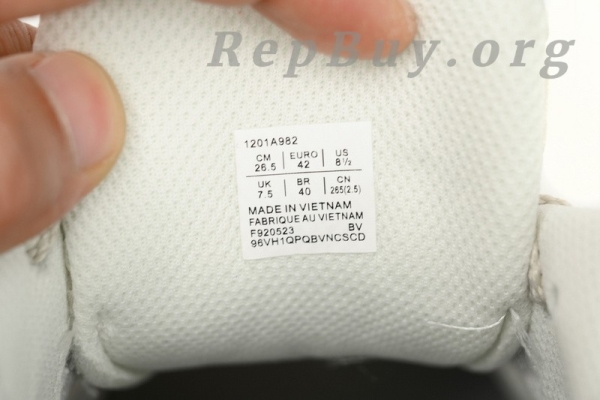 RepBuy.org
1201A982
CM EURO US
26.5 42 8½
UK BR CN
7.5 40 265(2.5)
MADE IN VIETNAM
FABRIQUE AU VIETNAM
F920523 BV
96VH1QPQBVNCSCD